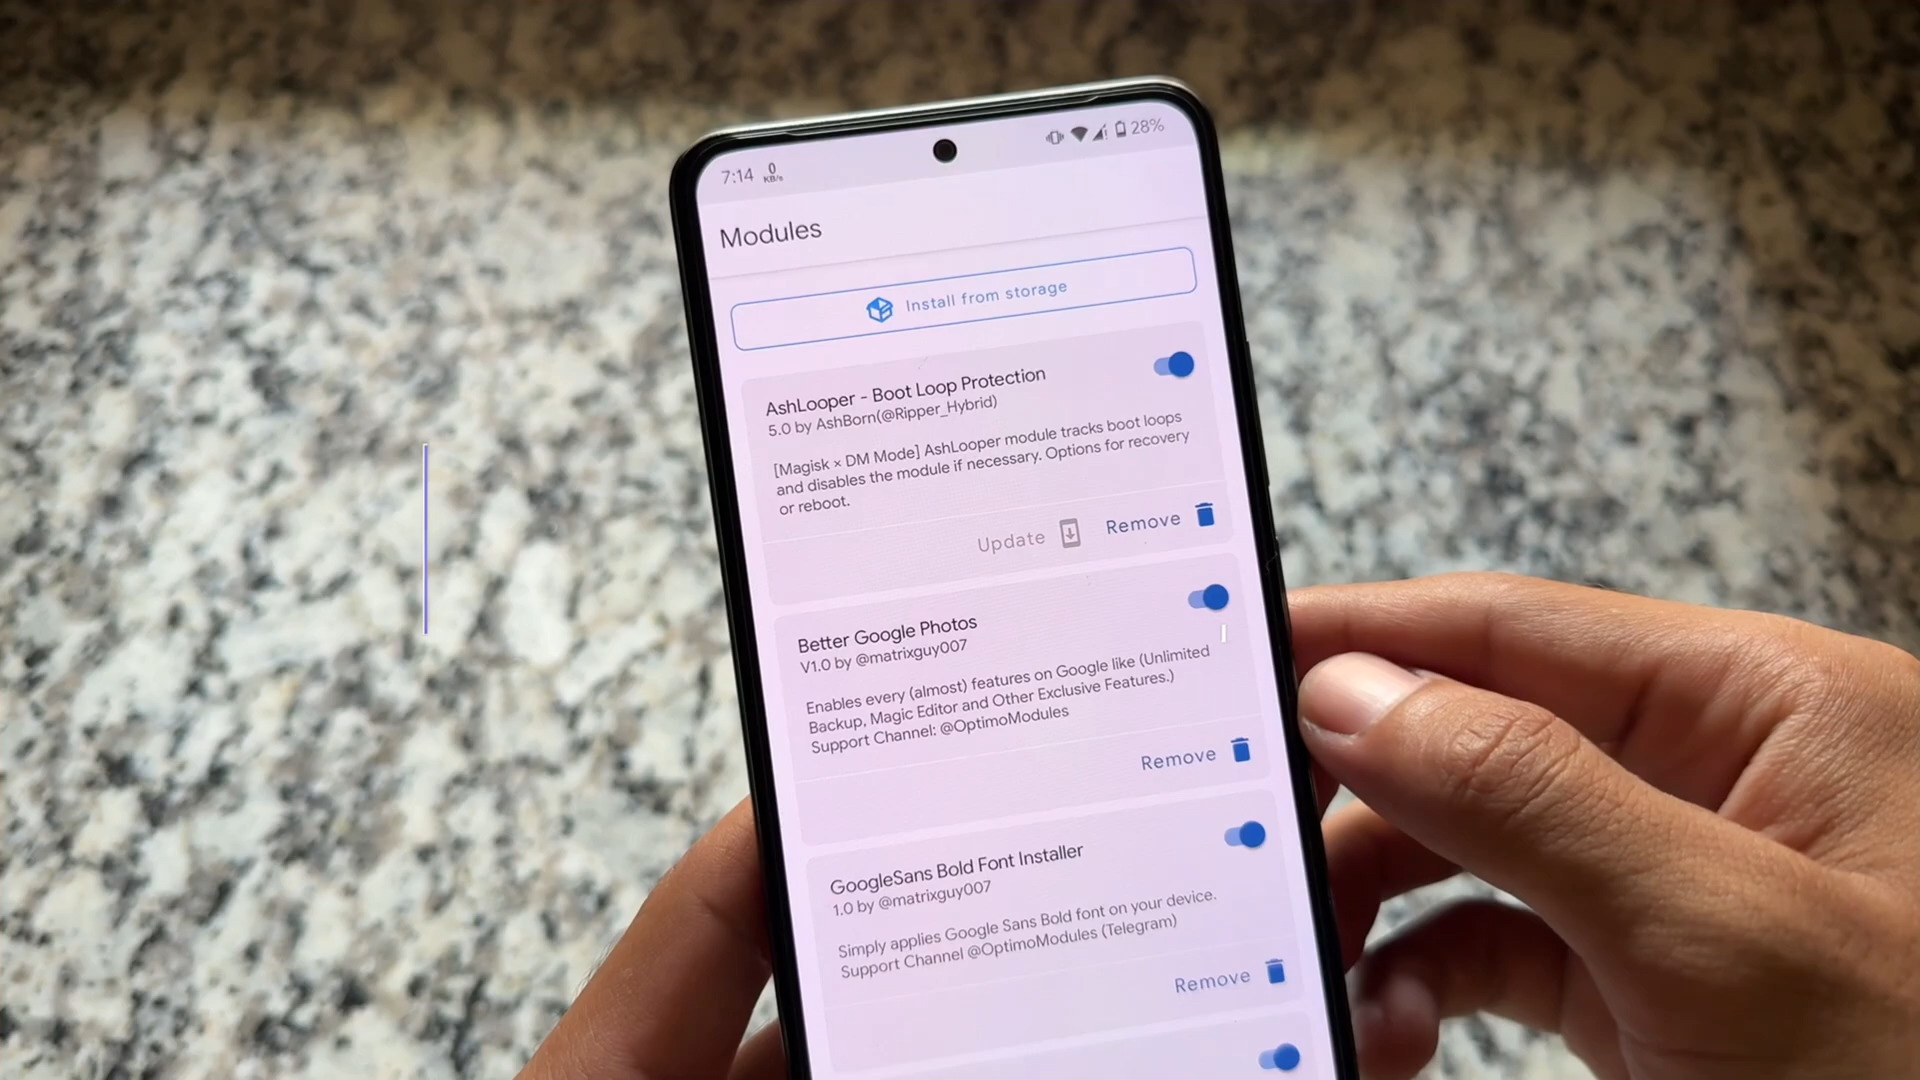 7:14 0 KB/s 28%
Modules
Install from storage
AshLooper - Boot Loop Protection
5.0 by AshBorn(@Ripper_Hybrid)
[Magisk × DM Mode] AshLooper module tracks boot loops
and disables the module if necessary. Options for recovery
or reboot.
Update Remove
Better Google Photos
V1.0 by @matrixguy007
Enables every (almost) features on Google like (Unlimited
Backup, Magic Editor and Other Exclusive Features.)
Support Channel: @OptimoModules
Remove
GoogleSans Bold Font Installer
1.0 by @matrixguy007
Simply applies Google Sans Bold font on your device.
Support Channel @OptimoModules (Telegram)
Remove